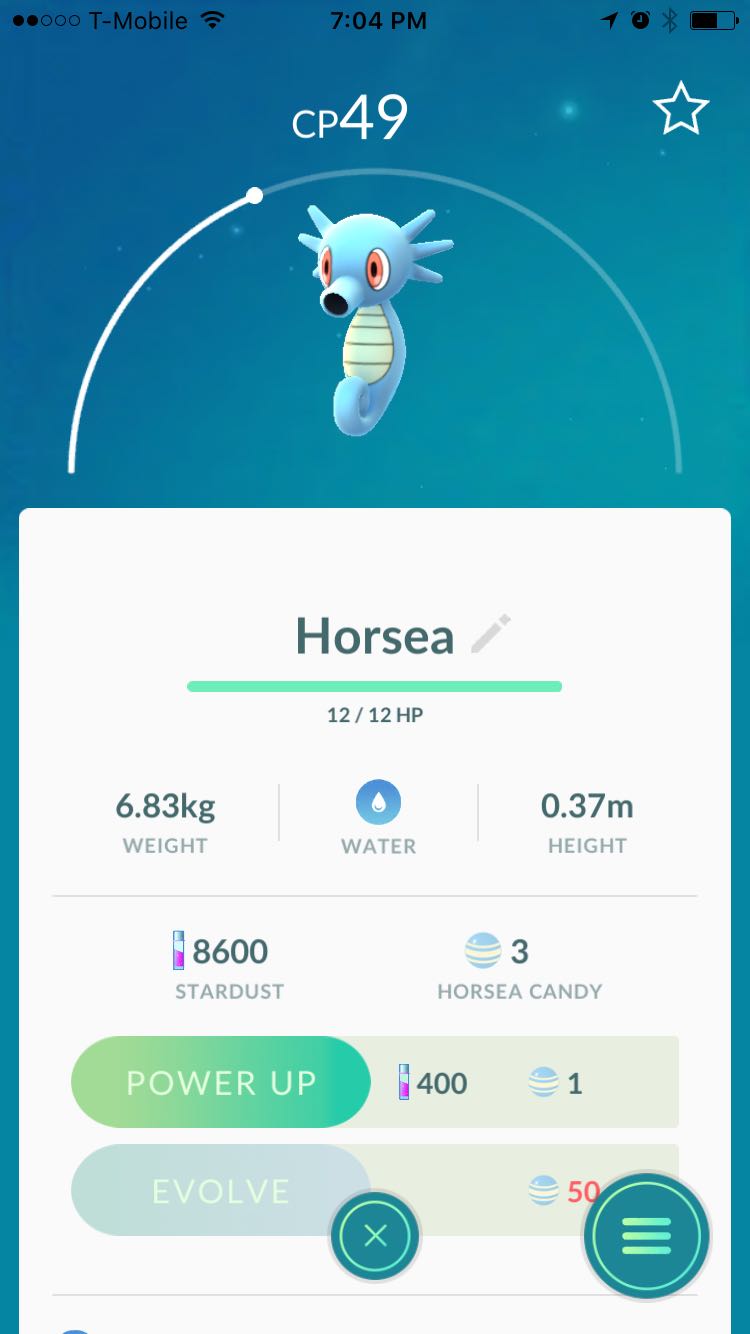 T-Mobile 7:04 PM
CP49
Horsea
12 / 12 HP
6.83kg 0.37m
WEIGHT WATER HEIGHT
8600 3
STARDUST HORSEA CANDY
POWER UP 400 1
EVOLVE 50